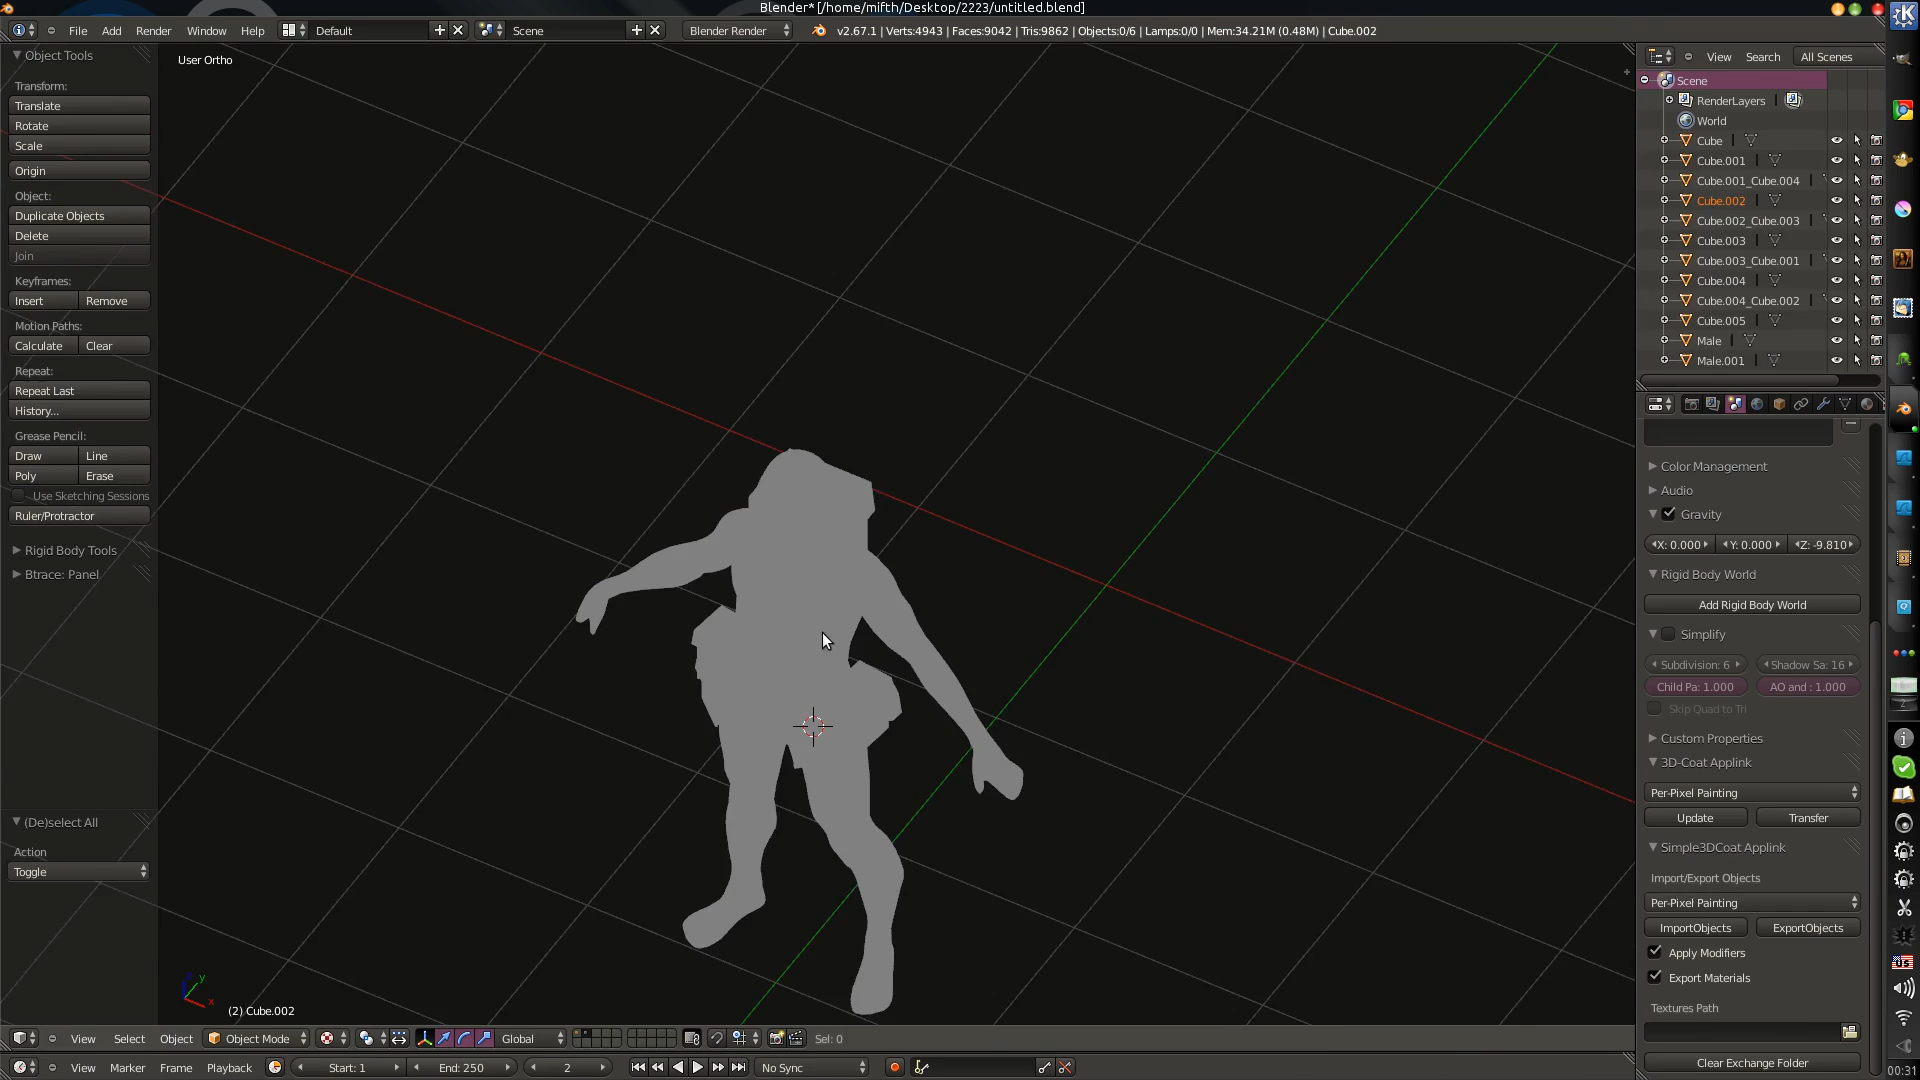 Blender* [/home/mifth/Desktop/2223/untitled.blend]
File Add Render Window Help Default Scene Blender Render v2.67.1 | Verts:4943 | Faces:9042 | Tris:9862 | Objects:0/6 | Lamps:0/0 | Mem:34.21M (0.48M) | Cube.002
Object Tools
Transform:
Translate
Rotate
Scale
Origin
Object:
Duplicate Objects
Delete
Join
Keyframes:
Insert Remove
Motion Paths:
Calculate Clear
Repeat:
Repeat Last
History...
Grease Pencil:
Draw Line
Poly Erase
Use Sketching Sessions
Ruler/Protractor
Rigid Body Tools
Btrace: Panel
(De)select All
Action
Toggle
User Ortho
y
x
(2) Cube.002
View Search All Scenes
Scene
RenderLayers |
World
Cube |
Cube.001 |
Cube.001_Cube.004 |
Cube.002 |
Cube.002_Cube.003 |
Cube.003 |
Cube.003_Cube.001 |
Cube.004 |
Cube.004_Cube.002 |
Cube.005 |
Male |
Male.001 |
Color Management
Audio
Gravity
X: 0.000 Y: 0.000 Z: -9.810
Rigid Body World
Add Rigid Body World
Simplify
Subdivision: 6 Shadow Sa: 16
Child Pa: 1.000 AO and : 1.000
Skip Quad to Tri
Custom Properties
3D-Coat Applink
Per-Pixel Painting
Update Transfer
Simple3DCoat Applink
Import/Export Objects
Per-Pixel Painting
ImportObjects ExportObjects
Apply Modifiers
Export Materials
Textures Path
Clear Exchange Folder
View Select Object Object Mode Global Sel: 0
View Marker Frame Playback Start: 1 End: 250 2 No Sync
00:31